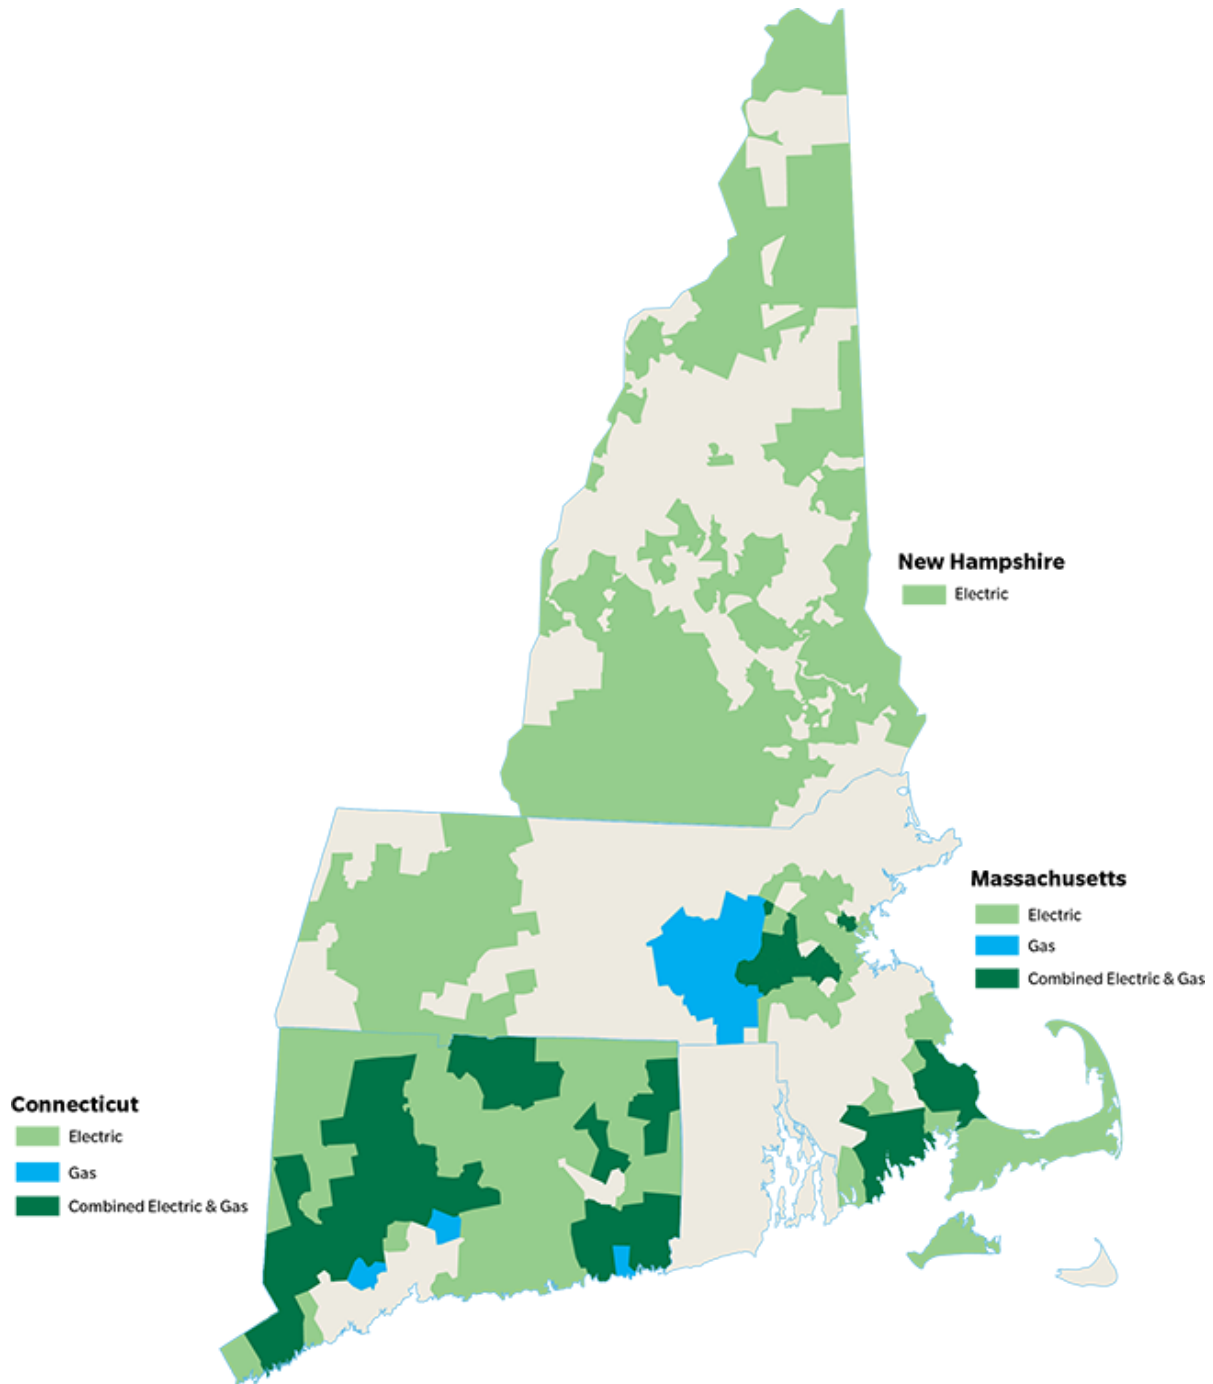 New Hampshire
Electric
Massachusetts
Electric
Gas
Combined Electric & Gas
Connecticut
Electric
Gas
Combined Electric & Gas